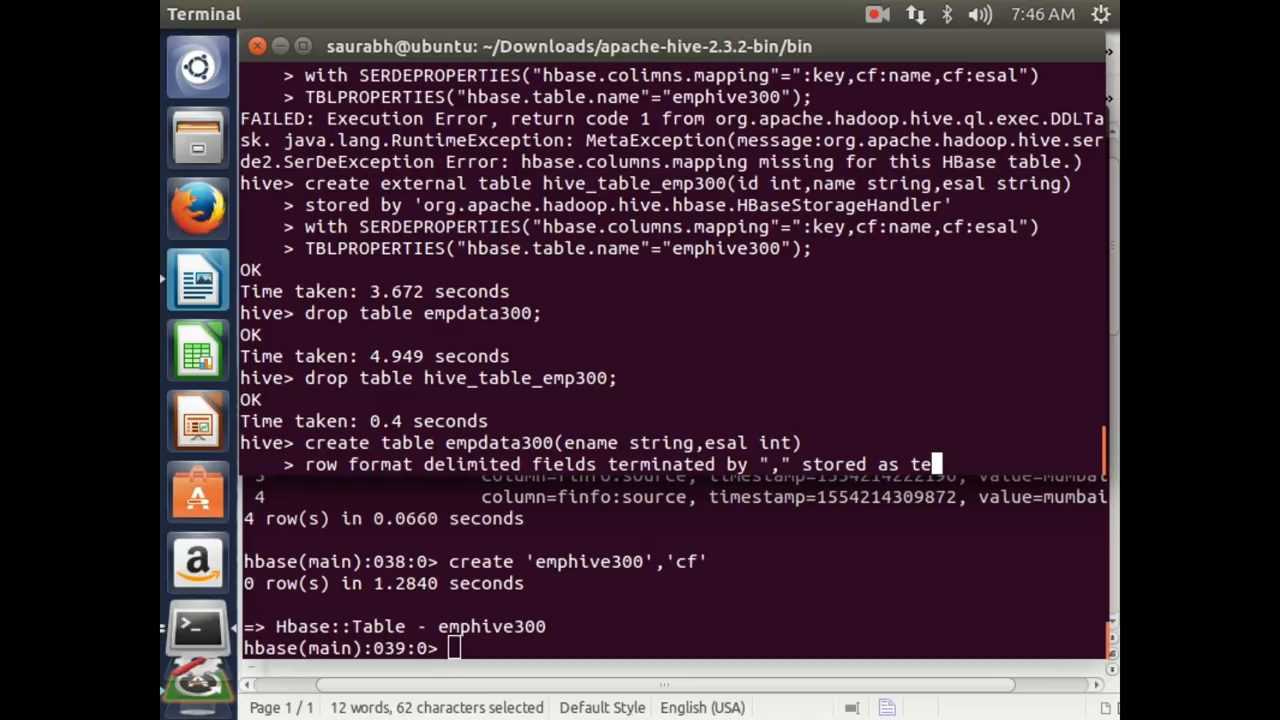 Terminal
7:46 AM
saurabh@ubuntu: ~/Downloads/apache-hive-2.3.2-bin/bin
> with SERDEPROPERTIES("hbase.colimns.mapping"=":key,cf:name,cf:esal")
> TBLPROPERTIES("hbase.table.name"="emphive300");
FAILED: Execution Error, return code 1 from org.apache.hadoop.hive.ql.exec.DDLTa
sk. java.lang.RuntimeException: MetaException(message:org.apache.hadoop.hive.ser
de2.SerDeException Error: hbase.columns.mapping missing for this HBase table.)
hive> create external table hive_table_emp300(id int,name string,esal string)
> stored by 'org.apache.hadoop.hive.hbase.HBaseStorageHandler'
> with SERDEPROPERTIES("hbase.columns.mapping"=":key,cf:name,cf:esal")
> TBLPROPERTIES("hbase.table.name"="emphive300");
OK
Time taken: 3.672 seconds
hive> drop table empdata300;
OK
Time taken: 4.949 seconds
hive> drop table hive_table_emp300;
OK
Time taken: 0.4 seconds
hive> create table empdata300(ename string,esal int)
> row format delimited fields terminated by "," stored as te
3 column=finfo:source, timestamp=1554214222196, value=mumbai
4 column=finfo:source, timestamp=1554214309872, value=mumbai
4 row(s) in 0.0660 seconds
hbase(main):038:0> create 'emphive300','cf'
0 row(s) in 1.2840 seconds
=> Hbase::Table - emphive300
hbase(main):039:0>
Page 1 / 1 12 words, 62 characters selected Default Style English (USA)